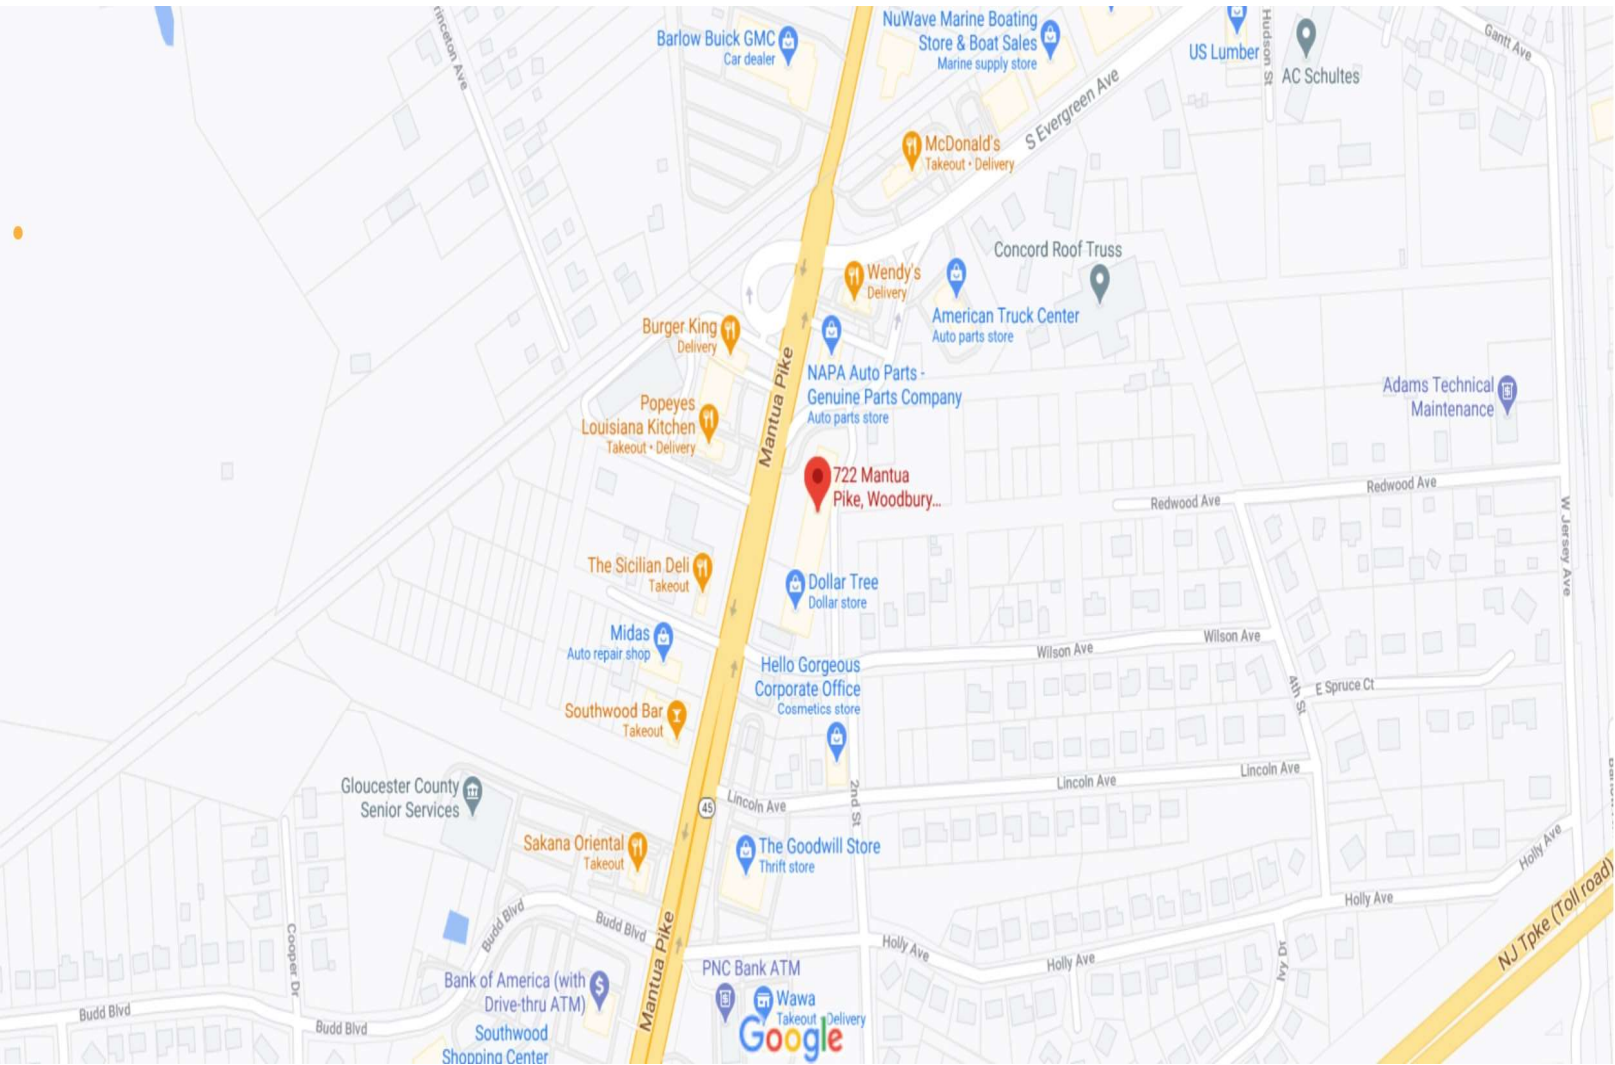 Princeton Ave
Barlow Buick GMC
Car dealer
NuWave Marine Boating
Store & Boat Sales
Marine supply store
US Lumber
Hudson St
AC Schultes
Gantt Ave
S Evergreen Ave
McDonald's
Takeout • Delivery
Concord Roof Truss
Wendy's
Delivery
American Truck Center
Auto parts store
Burger King
Delivery
Mantua Pike
NAPA Auto Parts -
Genuine Parts Company
Auto parts store
Popeyes
Louisiana Kitchen
Takeout • Delivery
Adams Technical
Maintenance
722 Mantua
Pike, Woodbury...
Redwood Ave
Redwood Ave
W Jersey Ave
The Sicilian Deli
Takeout
Dollar Tree
Dollar store
Midas
Auto repair shop
Wilson Ave
Wilson Ave
Hello Gorgeous
Corporate Office
Cosmetics store
4th St
E Spruce Ct
Southwood Bar
Takeout
Gloucester County
Senior Services
45
Lincoln Ave
2nd St
Lincoln Ave
Lincoln Ave
Sakana Oriental
Takeout
The Goodwill Store
Thrift store
Holly Ave
Holly Ave
NJ Tpke (Toll road)
Budd Blvd
Budd Blvd
Cooper Dr
Mantua Pike
Holly Ave
Holly Ave
Ivy Dr
Bank of America (with
Drive-thru ATM)
PNC Bank ATM
Wawa
Takeout • Delivery
Budd Blvd
Budd Blvd
Southwood
Shopping Center
Google